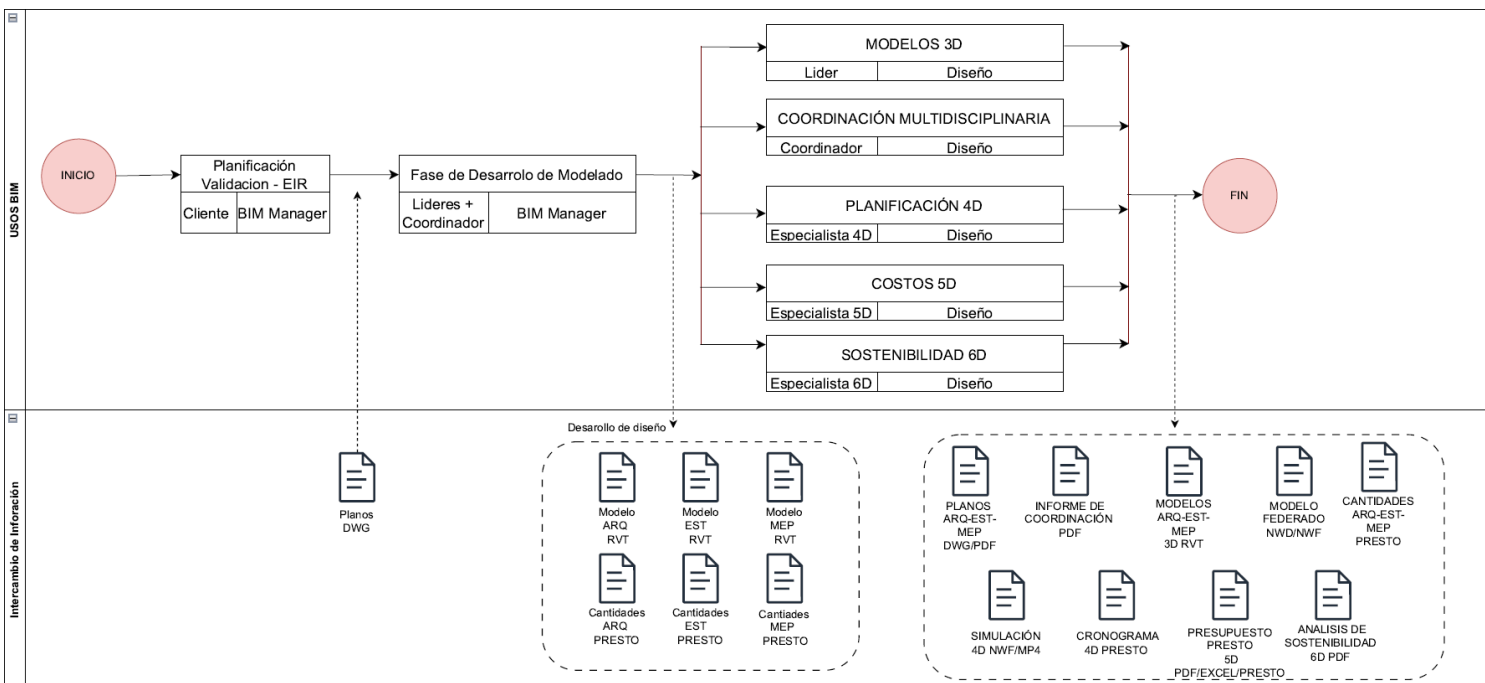 USOS BIM
INICIO
Planificación
Validacion - EIR
Cliente
BIM Manager
Fase de Desarrolo de Modelado
Lideres +
Coordinador
BIM Manager
MODELOS 3D
Lider
Diseño
COORDINACIÓN MULTIDISCIPLINARIA
Coordinador
Diseño
PLANIFICACIÓN 4D
Especialista 4D
Diseño
COSTOS 5D
Especialista 5D
Diseño
SOSTENIBILIDAD 6D
Especialista 6D
Diseño
FIN
Intercambio de Inforación
Planos
DWG
Desarollo de diseño
Modelo
ARQ
RVT
Modelo
EST
RVT
Modelo
MEP
RVT
Cantidades
ARQ
PRESTO
Cantidades
EST
PRESTO
Cantiades
MEP
PRESTO
PLANOS
ARQ-EST-
MEP
DWG/PDF
INFORME DE
COORDINACIÓN
PDF
MODELOS
ARQ-EST-
MEP
3D RVT
MODELO
FEDERADO
NWD/NWF
CANTIDADES
ARQ-EST-
MEP
PRESTO
SIMULACIÓN
4D NWF/MP4
CRONOGRAMA
4D PRESTO
PRESUPUESTO
PRESTO
5D
PDF/EXCEL/PRESTO
ANALISIS DE
SOSTENIBILIDAD
6D PDF